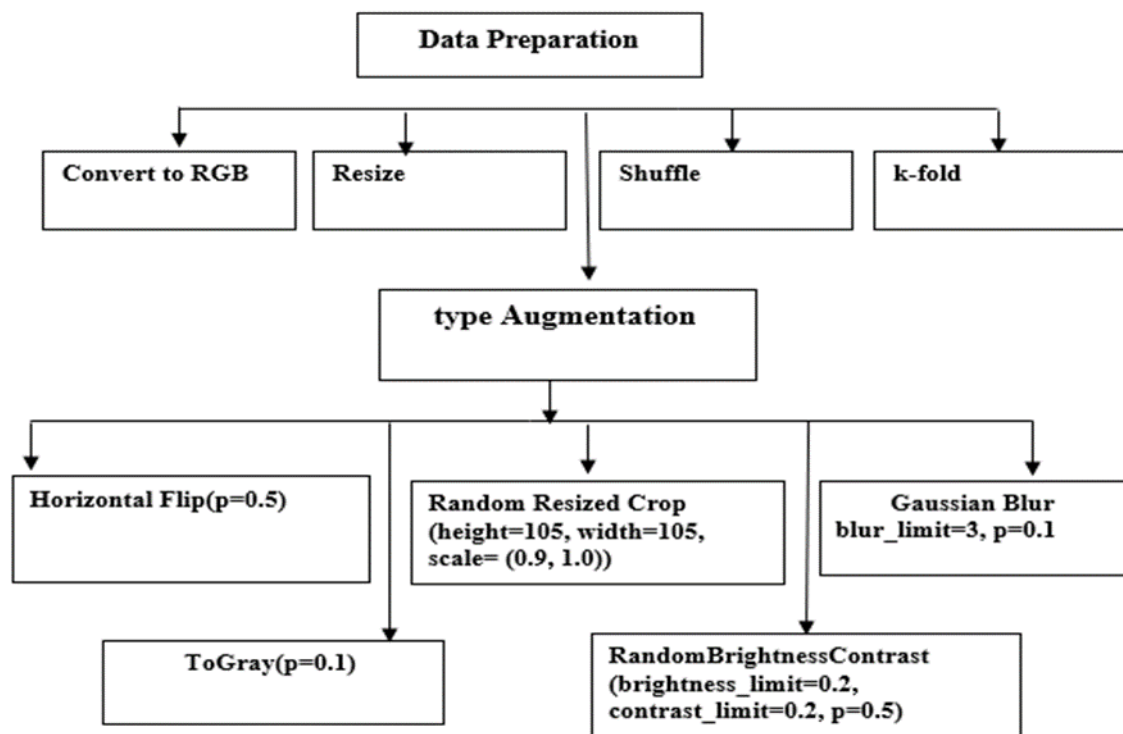 Data Preparation
Convert to RGB
Resize
Shuffle
k-fold
type Augmentation
Horizontal Flip(p=0.5)
Random Resized Crop
(height=105, width=105,
scale= (0.9, 1.0))
Gaussian Blur
blur_limit=3, p=0.1
ToGray(p=0.1)
RandomBrightnessContrast
(brightness_limit=0.2,
contrast_limit=0.2, p=0.5)